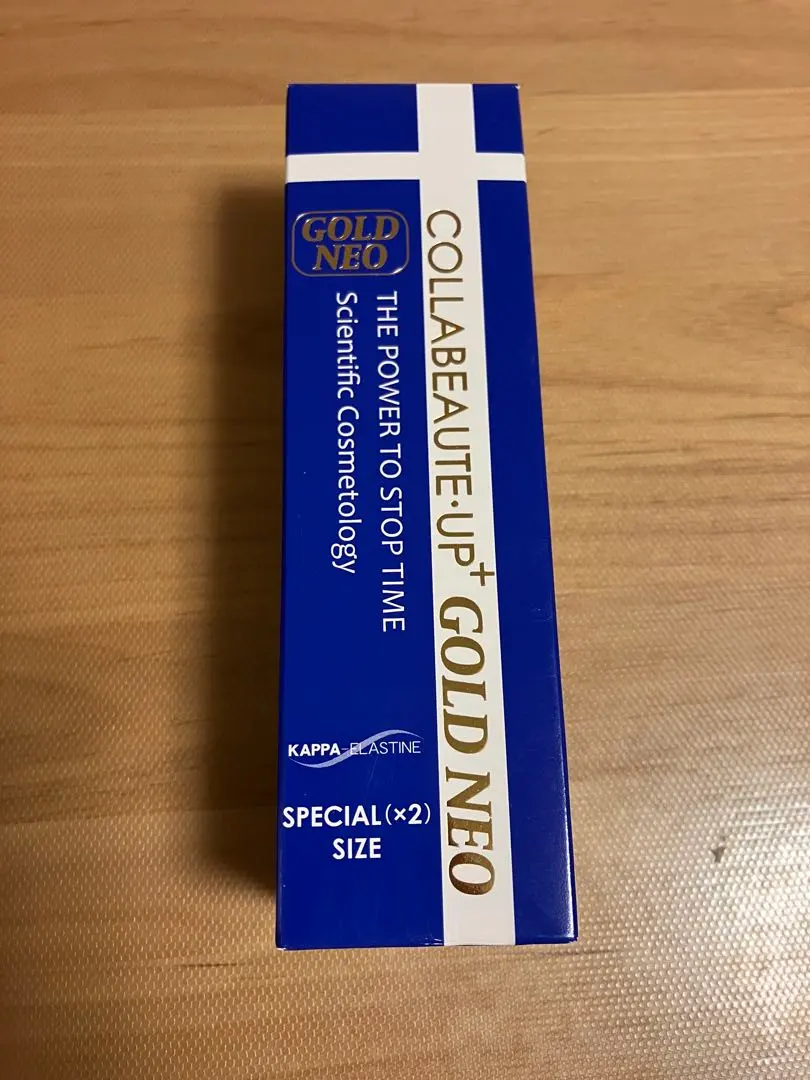 GOLD
NEO
COLLABEAUTE·UP⁺ GOLD NEO
THE POWER TO STOP TIME
Scientific Cosmetology
KAPPA-ELASTINE
SPECIAL(×2)
SIZE